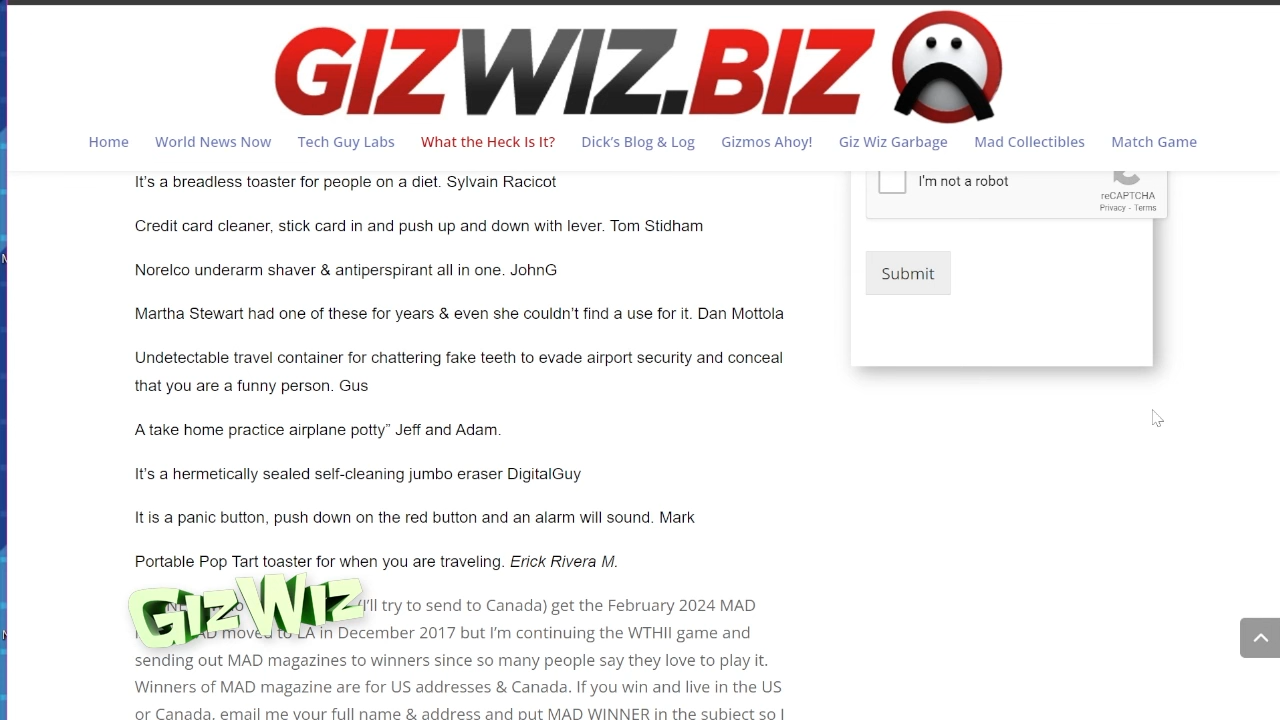 GIZWIZ.BIZ
Home World News Now Tech Guy Labs What the Heck Is It? Dick's Blog & Log Gizmos Ahoy! Giz Wiz Garbage Mad Collectibles Match Game
It's a breadless toaster for people on a diet. Sylvain Racicot
I'm not a robot
reCAPTCHA
Privacy - Terms
Credit card cleaner, stick card in and push up and down with lever. Tom Stidham
Norelco underarm shaver & antiperspirant all in one. JohnG
Submit
Martha Stewart had one of these for years & even she couldn't find a use for it. Dan Mottola
Undetectable travel container for chattering fake teeth to evade airport security and conceal
that you are a funny person. Gus
A take home practice airplane potty” Jeff and Adam.
It's a hermetically sealed self-cleaning jumbo eraser DigitalGuy
It is a panic button, push down on the red button and an alarm will sound. Mark
Portable Pop Tart toaster for when you are traveling. Erick Rivera M.
GIZWIZ
(I'll try to send to Canada) get the February 2024 MAD
moved to LA in December 2017 but I'm continuing the WTHII game and
sending out MAD magazines to winners since so many people say they love to play it.
Winners of MAD magazine are for US addresses & Canada. If you win and live in the US
or Canada, email me your full name & address and put MAD WINNER in the subject so I